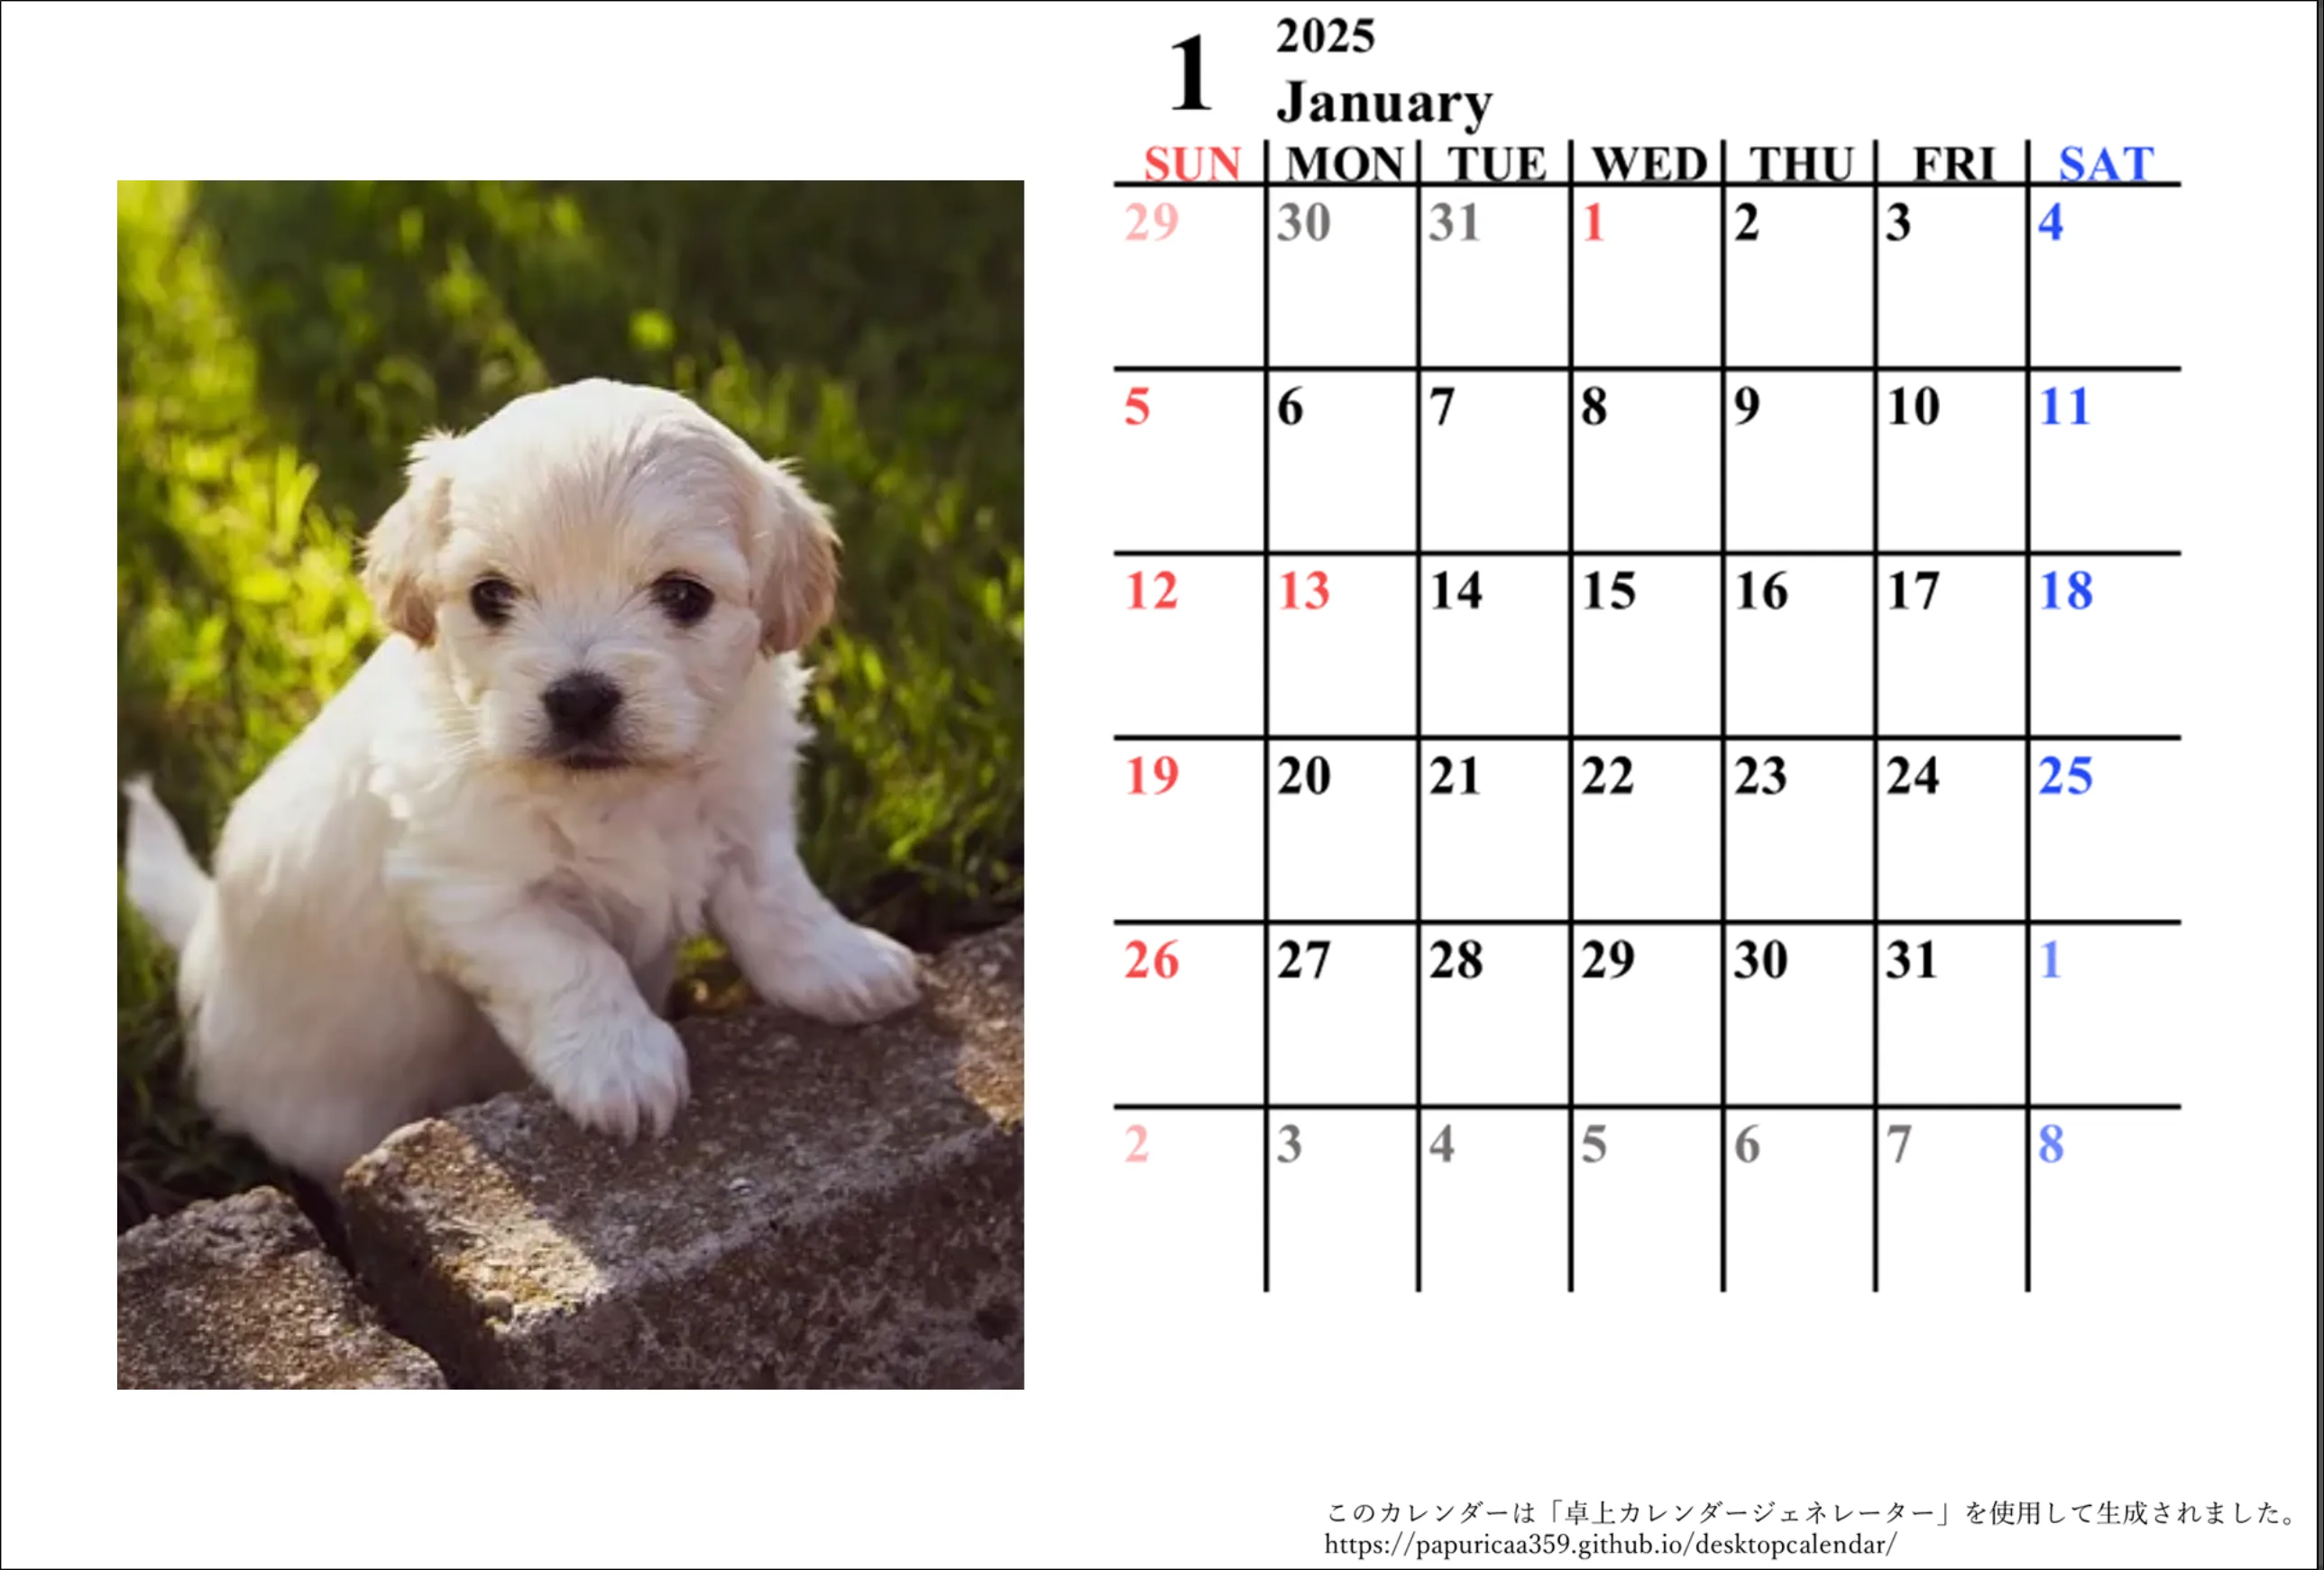 1
2025
January
SUN MON TUE WED THU FRI SAT
29 30 31 1 2 3 4
5 6 7 8 9 10 11
12 13 14 15 16 17 18
19 20 21 22 23 24 25
26 27 28 29 30 31 1
2 3 4 5 6 7 8
このカレンダーは「卓上カレンダージェネレーター」を使用して生成されました。
https://papuricaa359.github.io/desktopcalendar/